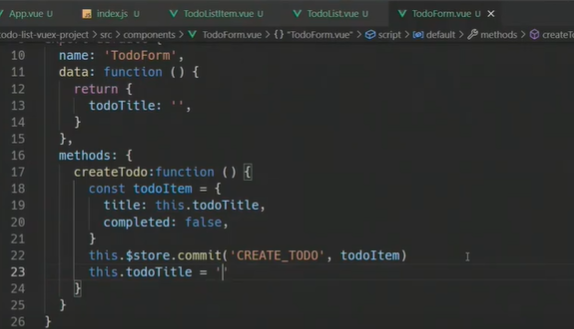 App.vue U index.js U TodoListItem.vue U TodoList.vue U TodoForm.vue U ×
todo-list-vuex-project > src > components > TodoForm.vue > {} "TodoForm.vue" > script > default > methods > createTo
10 name: 'TodoForm',
11 data: function () {
12 return {
13 todoTitle: '',
14 }
15 },
16 methods: {
17 createTodo:function () {
18 const todoItem = {
19 title: this.todoTitle,
20 completed: false,
21 }
22 this.$store.commit('CREATE_TODO', todoItem)
23 this.todoTitle = ''
24 }
25 }
26 }